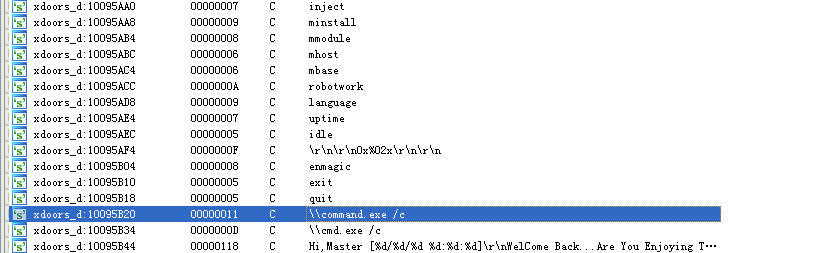 's' xdoors_d:10095AA0 00000007 C inject
's' xdoors_d:10095AA8 00000009 C minstall
's' xdoors_d:10095AB4 00000008 C mmodule
's' xdoors_d:10095ABC 00000006 C mhost
's' xdoors_d:10095AC4 00000006 C mbase
's' xdoors_d:10095ACC 0000000A C robotwork
's' xdoors_d:10095AD8 00000009 C language
's' xdoors_d:10095AE4 00000007 C uptime
's' xdoors_d:10095AEC 00000005 C idle
's' xdoors_d:10095AF4 0000000F C \r\n\r\n0x%02x\r\n\r\n
's' xdoors_d:10095B04 00000008 C enmagic
's' xdoors_d:10095B10 00000005 C exit
's' xdoors_d:10095B18 00000005 C quit
's' xdoors_d:10095B20 00000011 C \\command.exe /c
's' xdoors_d:10095B34 0000000D C \\cmd.exe /c
's' xdoors_d:10095B44 00000118 C Hi,Master [%d/%d/%d %d:%d:%d]\r\nWelCome Back...Are You Enjoying T…